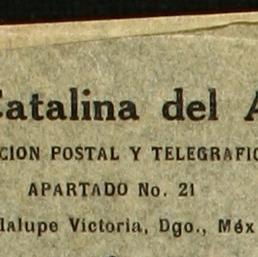 Catalina del A
CION POSTAL Y TELEGRAFIC
APARTADO No. 21
dalupe Victoria, Dgo., Méx